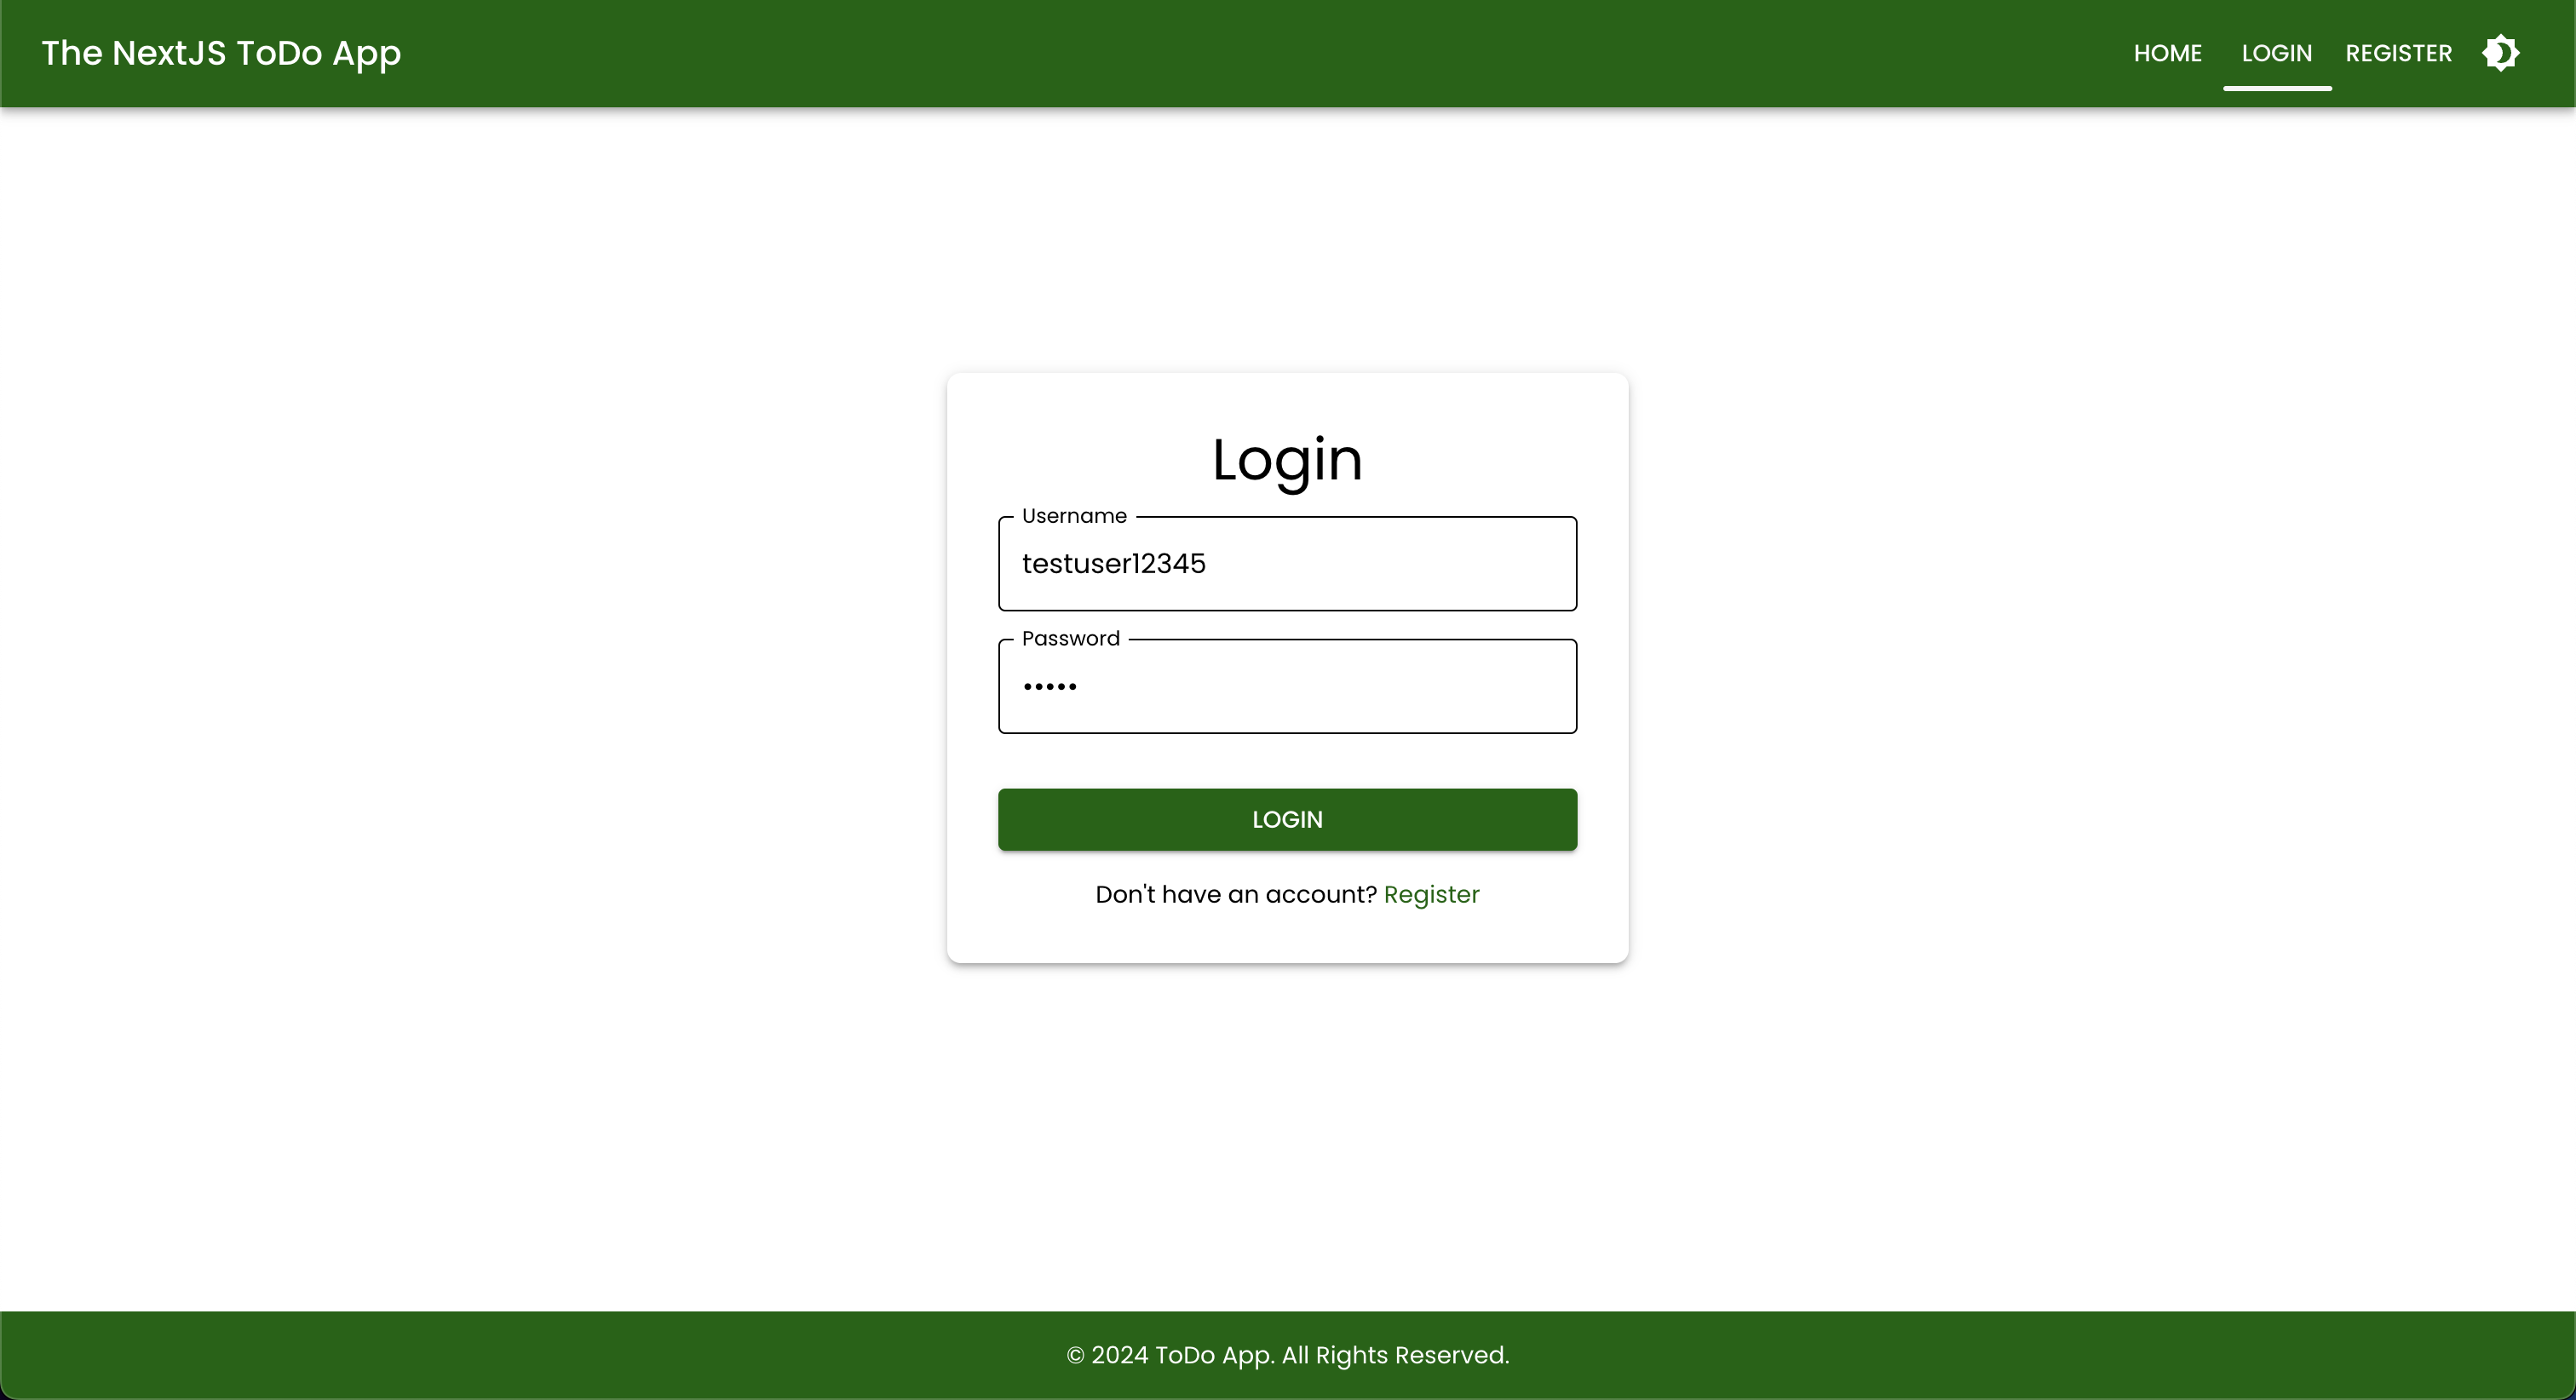 The NextJS ToDo App
HOME LOGIN REGISTER
Login
Username
testuser12345
Password
•••••
LOGIN
Don't have an account? Register
© 2024 ToDo App. All Rights Reserved.